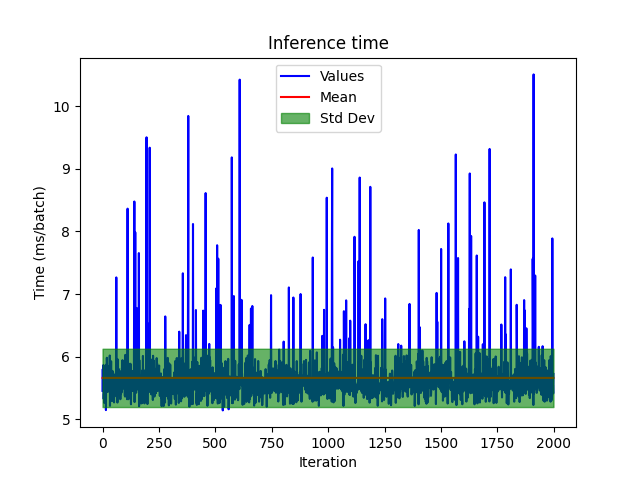 Inference time
Values
Mean
Std Dev
Time (ms/batch)
10
9
8
7
6
5
0 250 500 750 1000 1250 1500 1750 2000
Iteration